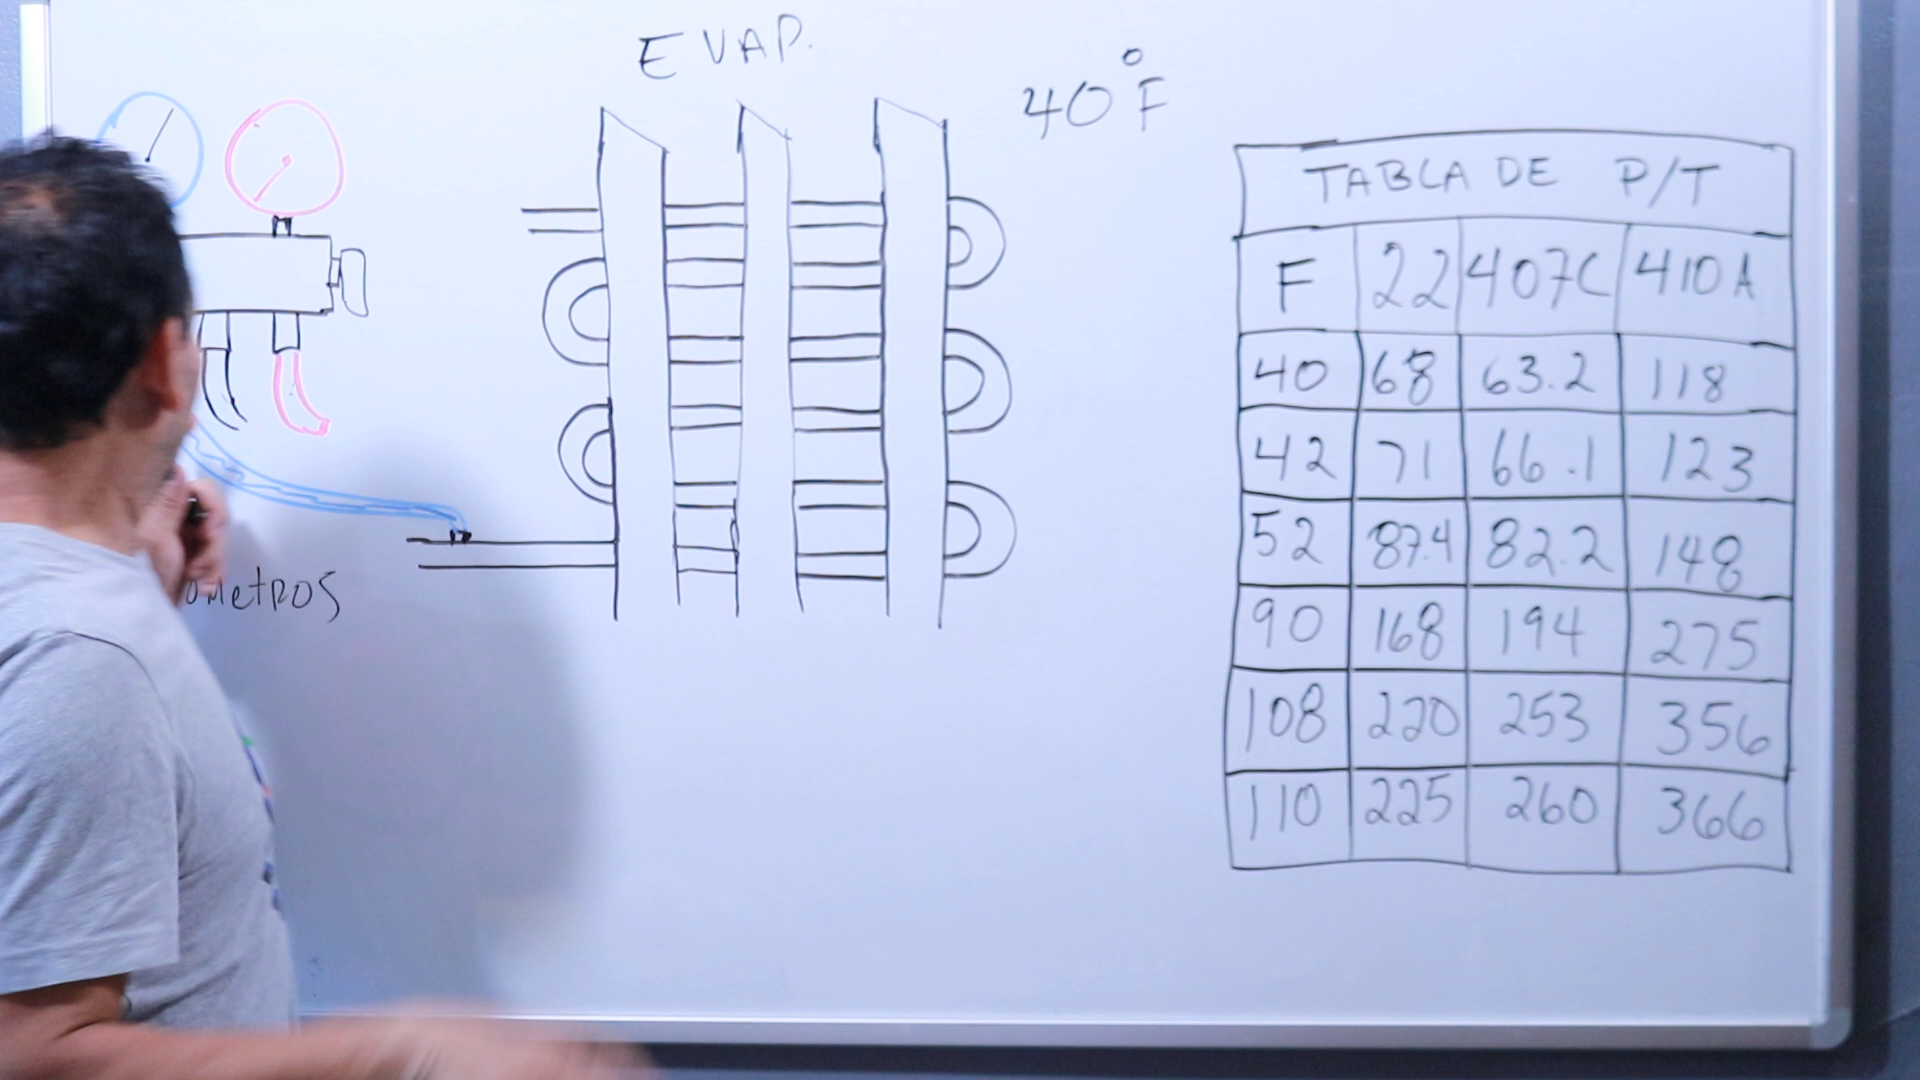 EVAP.
40°F
TABLA DE P/T
F 22 407C 410A
40 68 63.2 118
42 71 66.1 123
52 87.4 82.2 148
90 168 194 275
108 220 253 356
110 225 260 366